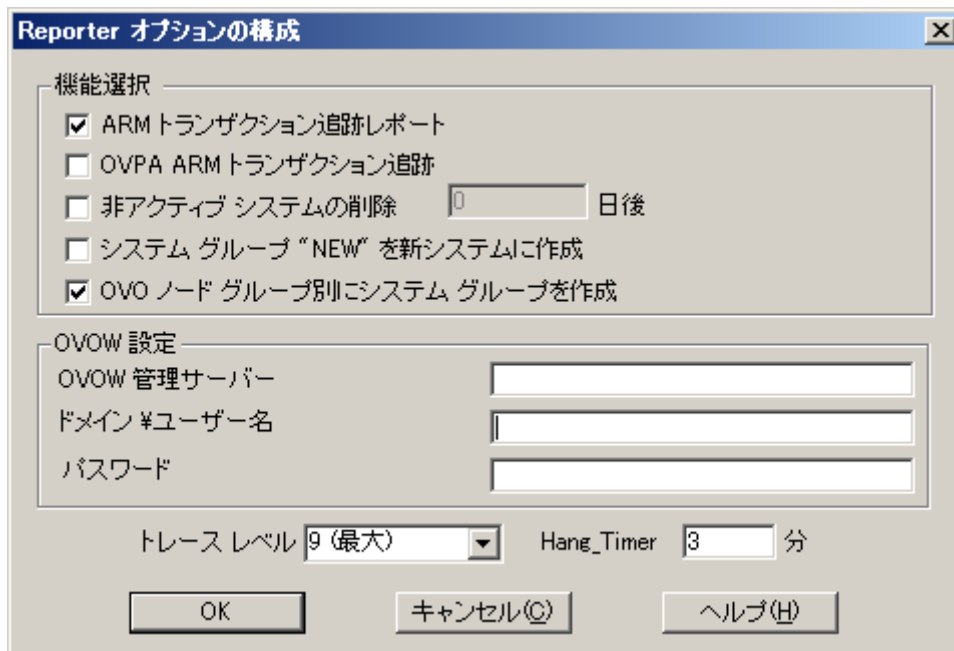 Reporter オプションの構成
機能選択
ARM トランザクション追跡レポート
OVPA ARM トランザクション追跡
非アクティブ システムの削除 0 日後
システム グループ “NEW” を新システムに作成
OVO ノード グループ別にシステム グループを作成
OVOW 設定
OVOW 管理サーバー
ドメイン ¥ユーザー名
パスワード
トレース レベル 9 (最大) Hang_Timer 3 分
OK キャンセル(C) ヘルプ(H)